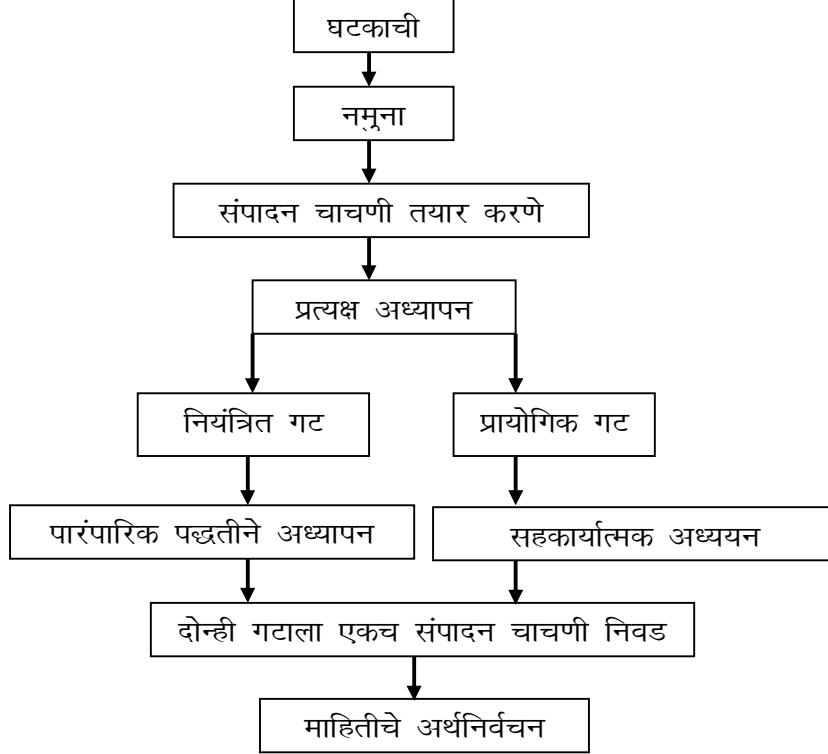 घटकाची
नमुना
संपादन चाचणी तयार करणे
प्रत्यक्ष अध्यापन
नियंत्रित गट
प्रायोगिक गट
पारंपारिक पद्धतीने अध्यापन
सहकार्यात्मक अध्ययन
दोन्ही गटाला एकच संपादन चाचणी निवड
माहितीचे अर्थनिर्वचन